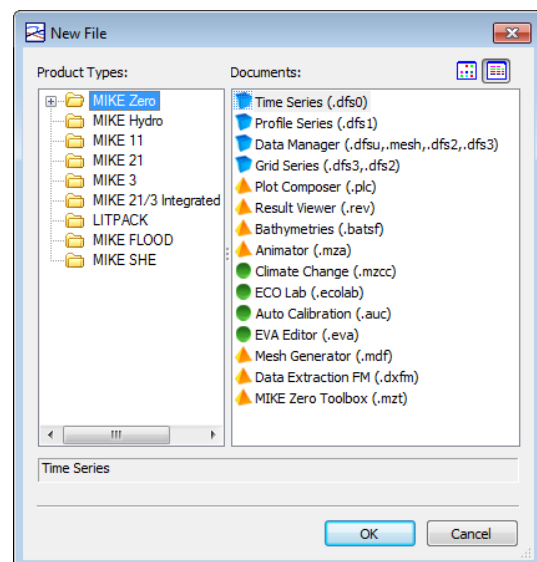 New File
Product Types:
Documents:
MIKE Zero
MIKE Hydro
MIKE 11
MIKE 21
MIKE 3
MIKE 21/3 Integrated
LITPACK
MIKE FLOOD
MIKE SHE
Time Series (.dfs0)
Profile Series (.dfs1)
Data Manager (.dfsu,.mesh,.dfs2,.dfs3)
Grid Series (.dfs3,.dfs2)
Plot Composer (.plc)
Result Viewer (.rev)
Bathymetries (.batsf)
Animator (.mza)
Climate Change (.mzcc)
ECO Lab (.ecolab)
Auto Calibration (.auc)
EVA Editor (.eva)
Mesh Generator (.mdf)
Data Extraction FM (.dxfm)
MIKE Zero Toolbox (.mzt)
Time Series
OK
Cancel